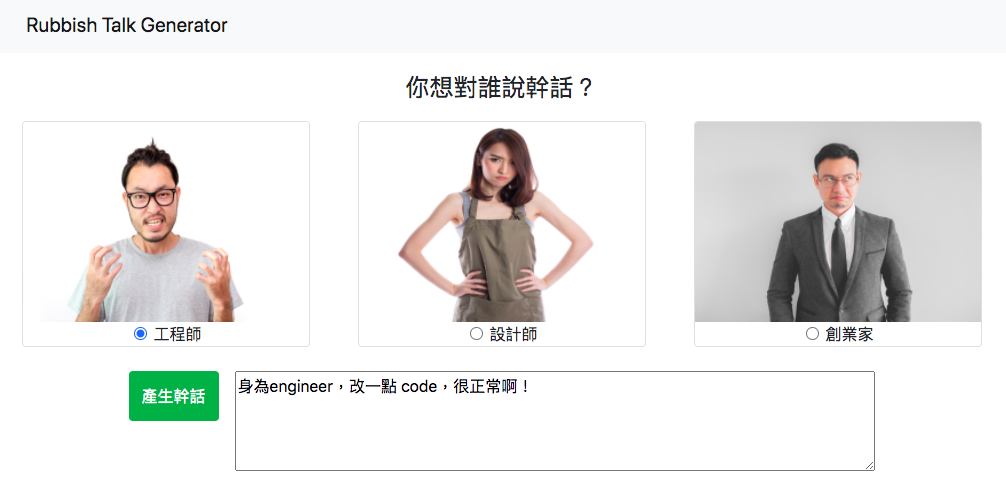 Rubbish Talk Generator
你想對誰說幹話？
工程師
設計師
創業家
產生幹話
身為engineer，改一點 code，很正常啊！